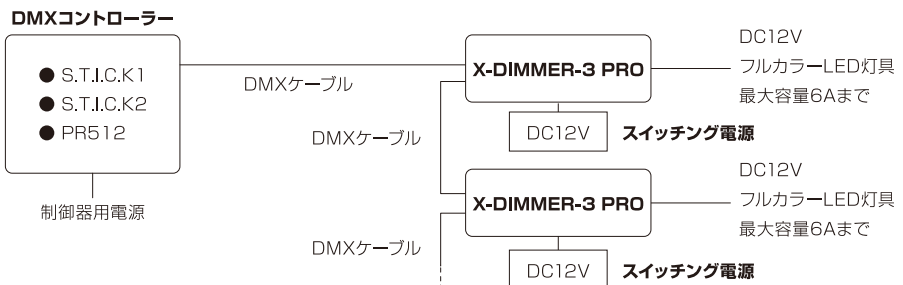 DMXコントローラー
● S.T.I.C.K1
● S.T.I.C.K2
● PR512
制御器用電源
DMXケーブル
X-DIMMER-3 PRO
DC12V
フルカラーLED灯具
最大容量6Aまで
DC12V
スイッチング電源
DMXケーブル
X-DIMMER-3 PRO
DC12V
フルカラーLED灯具
最大容量6Aまで
DC12V
スイッチング電源
DMXケーブル